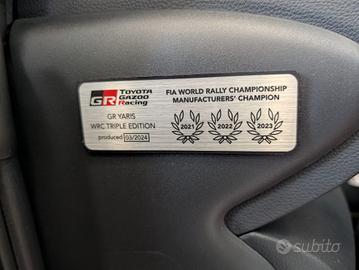 GR TOYOTA GAZOO Racing
GR YARIS
WRC TRIPLE EDITION
produced 03/2024
FIA WORLD RALLY CHAMPIONSHIP
MANUFACTURERS' CHAMPION
2021 2022 2023
subito